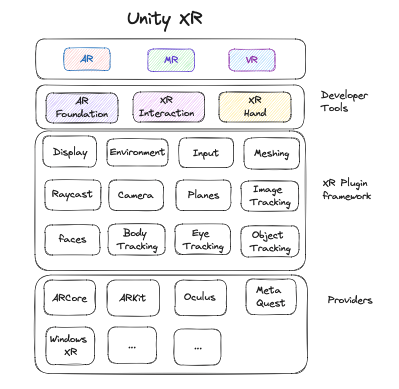 Unity XR
AR
MR
VR
AR
Foundation
XR
Interaction
XR
Hand
Developer
Tools
Display
Environment
Input
Meshing
XR Plugin
framework
Raycast
Camera
Planes
Image
Tracking
faces
Body
Tracking
Eye
Tracking
Object
Tracking
ARCore
ARKit
Oculus
Meta
Quest
Providers
Windows
XR
...
...